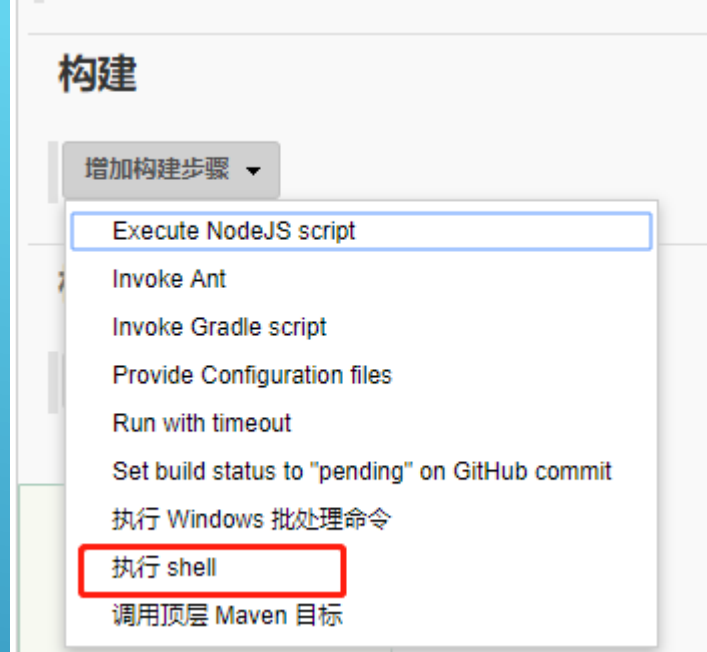 构建
增加构建步骤
Execute NodeJS script
Invoke Ant
Invoke Gradle script
Provide Configuration files
Run with timeout
Set build status to "pending" on GitHub commit
执行 Windows 批处理命令
执行 shell
调用顶层 Maven 目标